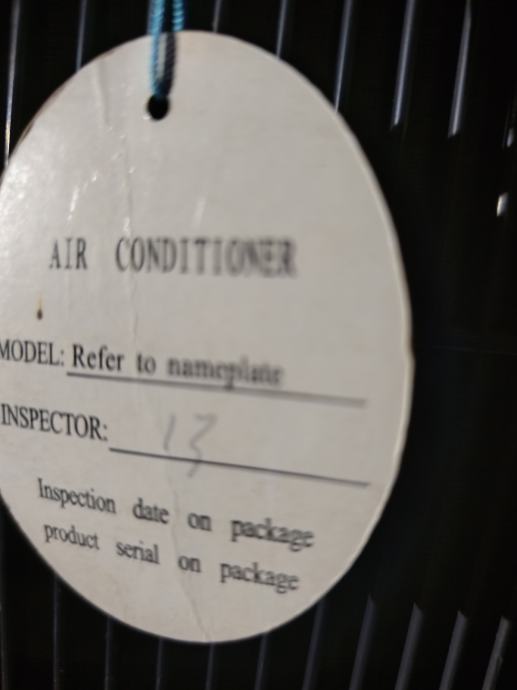 AIR CONDITIONER
MODEL: Refer to nameplate
INSPECTOR: 13
Inspection date on package
product serial on package